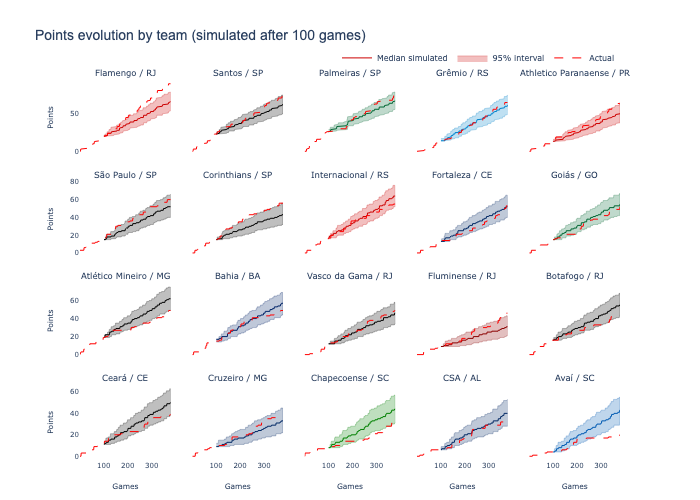 Points evolution by team (simulated after 100 games)
Median simulated 95% interval Actual
Flamengo / RJ Santos / SP Palmeiras / SP Grêmio / RS Athletico Paranaense / PR
50
0
Points
São Paulo / SP Corinthians / SP Internacional / RS Fortaleza / CE Goiás / GO
80
60
40
20
0
Points
Atlético Mineiro / MG Bahia / BA Vasco da Gama / RJ Fluminense / RJ Botafogo / RJ
60
40
20
0
Points
Ceará / CE Cruzeiro / MG Chapecoense / SC CSA / AL Avaí / SC
60
40
20
0
Points
100 200 300 100 200 300 100 200 300 100 200 300 100 200 300
Games Games Games Games Games